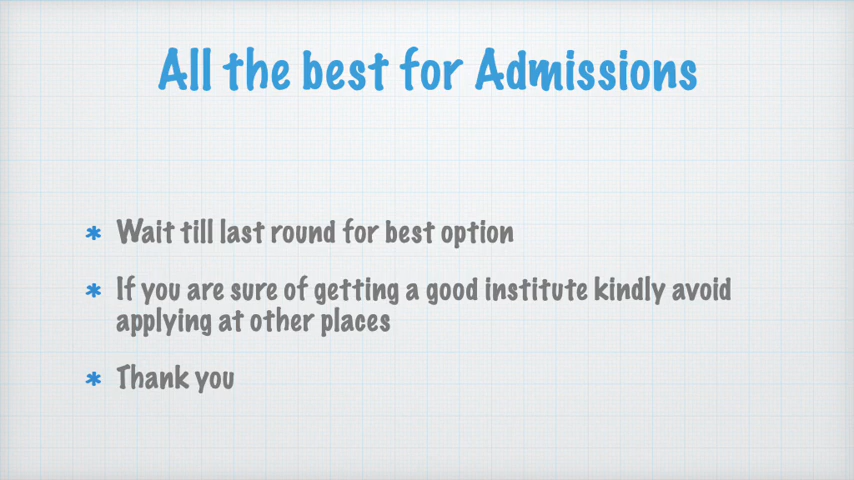 All the best for Admissions
* Wait till last round for best option
* If you are sure of getting a good institute kindly avoid
applying at other places
* Thank you